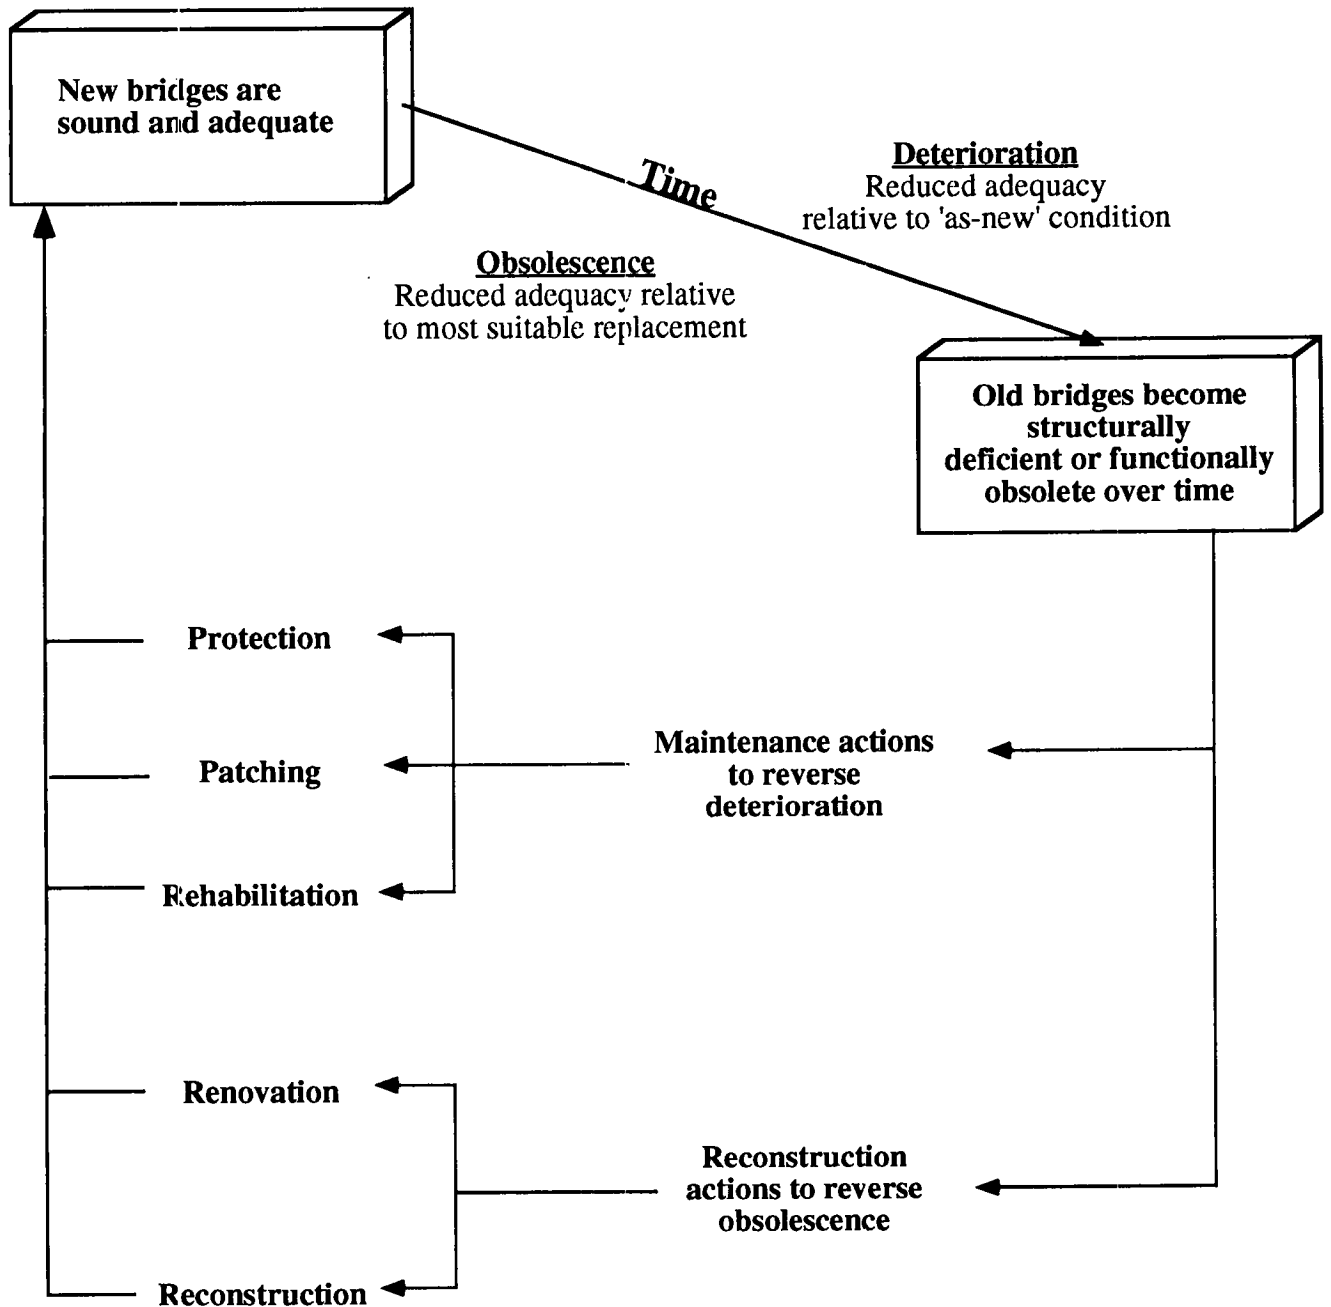 New bridges are
sound and adequate
Time
Deterioration
Reduced adequacy
relative to 'as-new' condition
Obsolescence
Reduced adequacy relative
to most suitable replacement
Old bridges become
structurally
deficient or functionally
obsolete over time
Protection
Patching
Rehabilitation
Maintenance actions
to reverse
deterioration
Renovation
Reconstruction
Reconstruction
actions to reverse
obsolescence